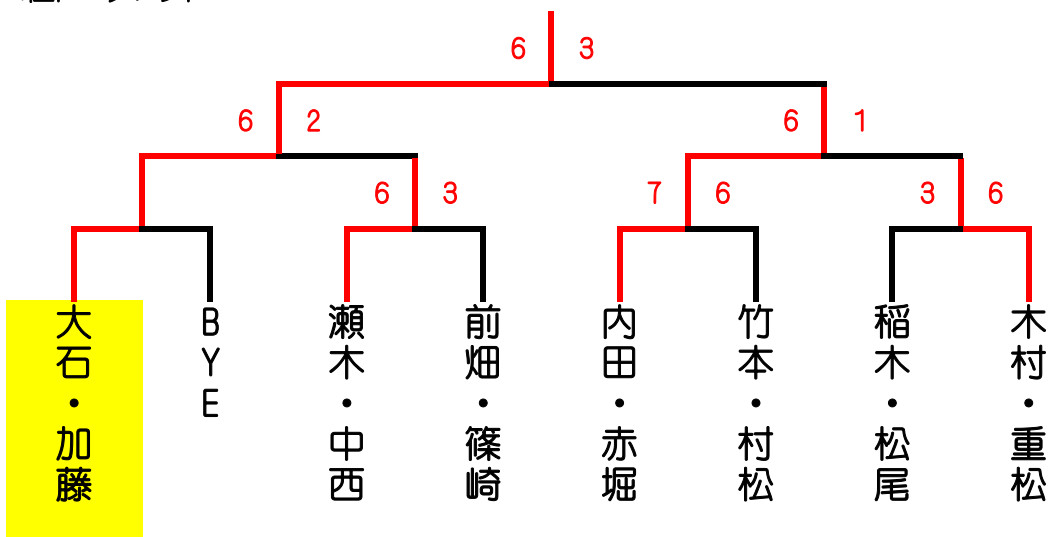 6 3
6 2 6 1
6 3 7 6 3 6
大石・加藤
BYE
瀬木・中西
前畑・篠崎
内田・赤堀
竹本・村松
稲木・松尾
木村・重松